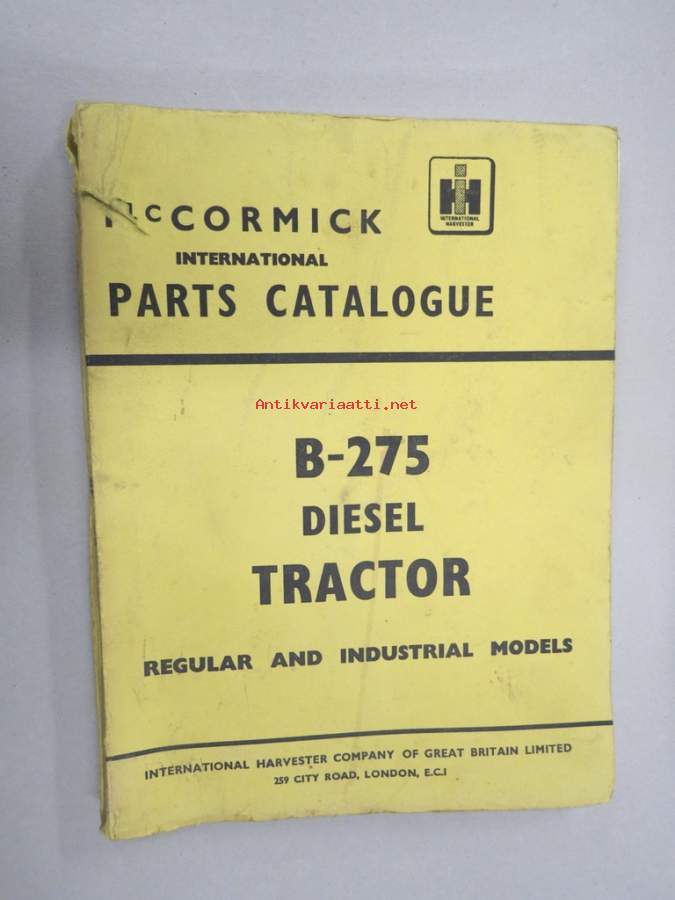 McCORMICK
IH
INTERNATIONAL
HARVESTER
INTERNATIONAL
PARTS CATALOGUE
Antikvariaatti.net
B-275
DIESEL
TRACTOR
REGULAR AND INDUSTRIAL MODELS
INTERNATIONAL HARVESTER COMPANY OF GREAT BRITAIN LIMITED
259 CITY ROAD, LONDON, E.C.1